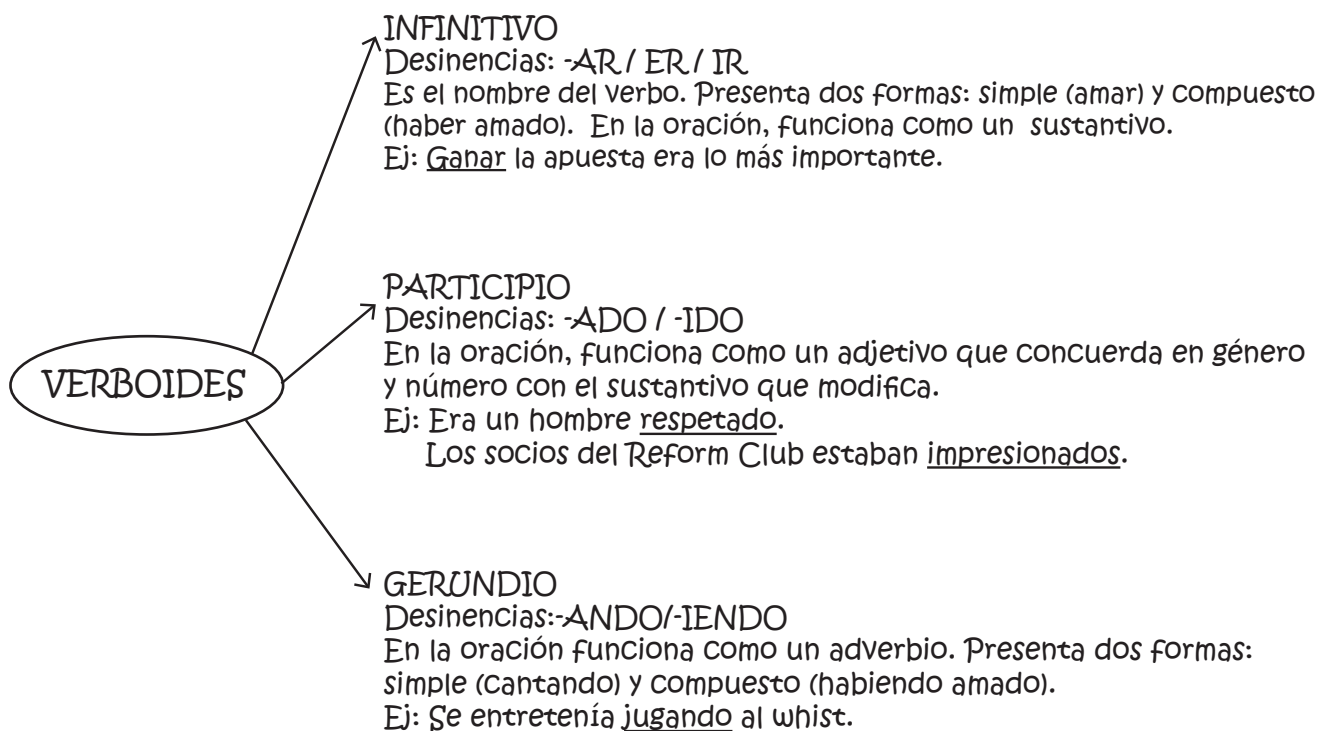 INFINITIVO
Desinencias: -AR / ER / IR
Es el nombre del verbo. Presenta dos formas: simple (amar) y compuesto
(haber amado). En la oración, funciona como un sustantivo.
Ej: Ganar la apuesta era lo más importante.
PARTICIPIO
Desinencias: -ADO / -IDO
En la oración, funciona como un adjetivo que concuerda en género
y número con el sustantivo que modifica.
Ej: Era un hombre respetado.
Los socios del Reform Club estaban impresionados.
VERBOIDES
GERUNDIO
Desinencias:-ANDO/-IENDO
En la oración funciona como un adverbio. Presenta dos formas:
simple (cantando) y compuesto (habiendo amado).
Ej: Se entretenía jugando al whist.